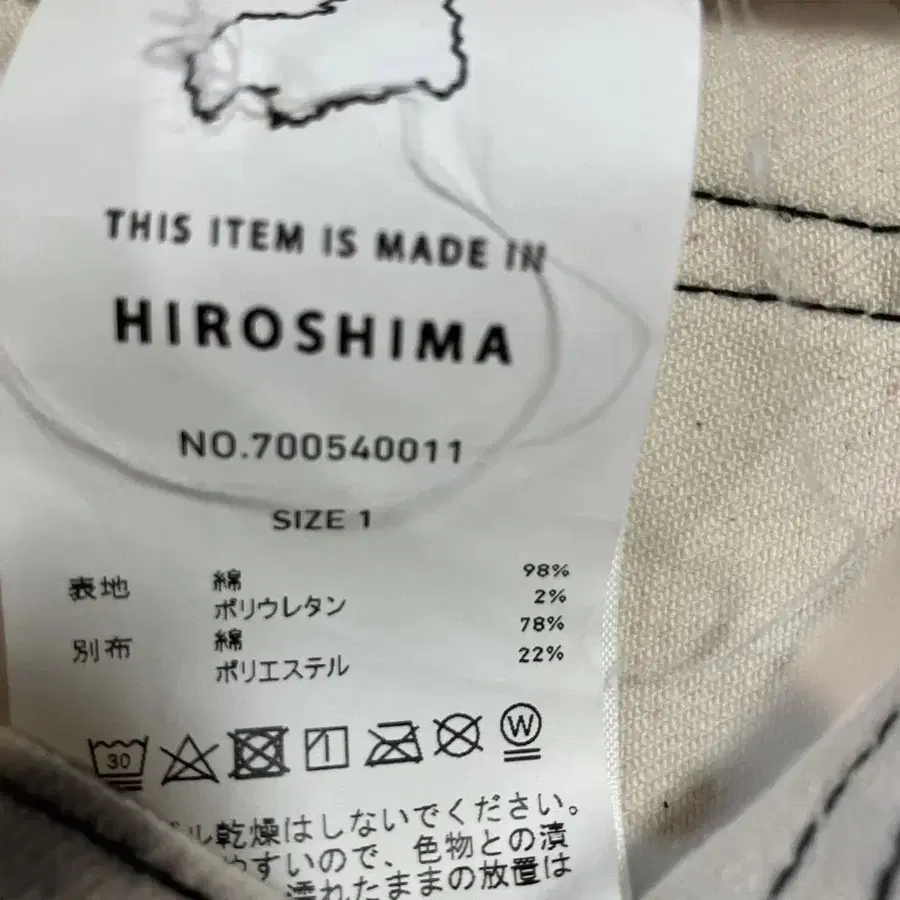 THIS ITEM IS MADE IN
HIROSHIMA
NO.700540011
SIZE 1
表地 綿 98%
ポリウレタン 2%
別布 綿 78%
ポリエステル 22%
30 W
乾燥はしないでください。
やすいので、色物との漬
濡れたままの放置は